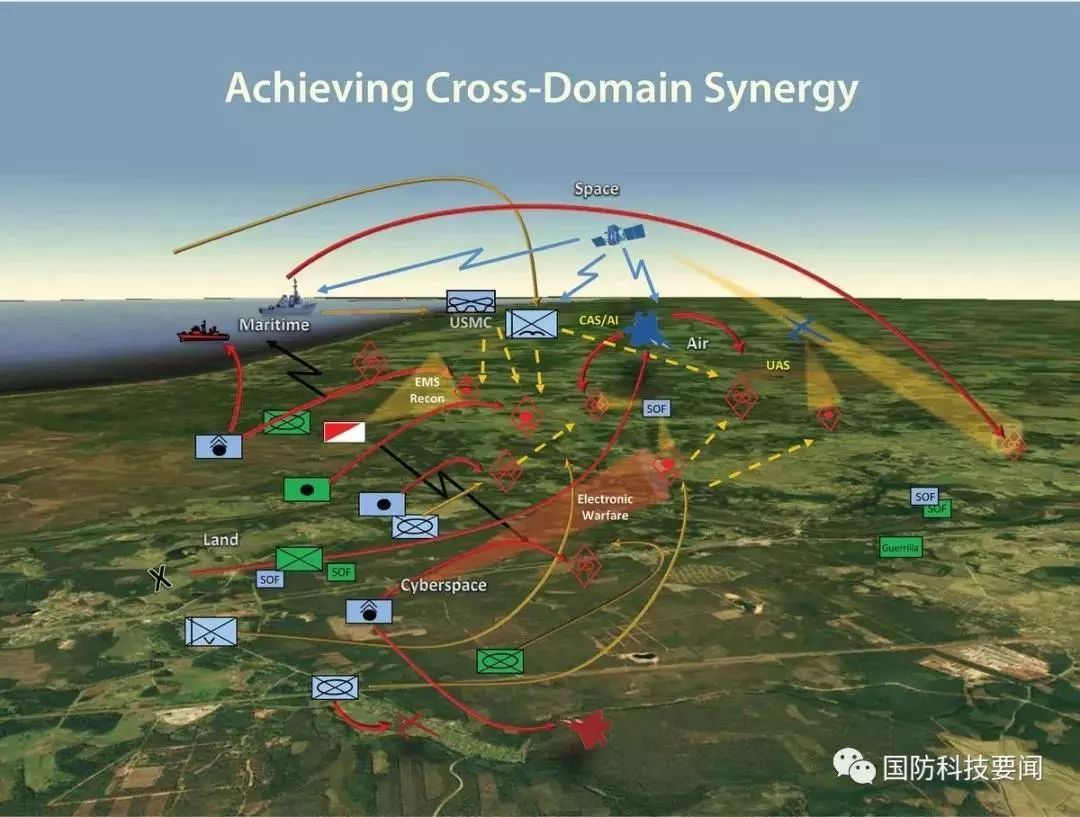 Achieving Cross-Domain Synergy
Space
Maritime
USMC
CAS/AI
Air
UAS
EMS
Recon
SOF
Electronic
Warfare
SOF
SOF
Land
Guerrilla
SOF
SOF
Cyberspace
国防科技要闻